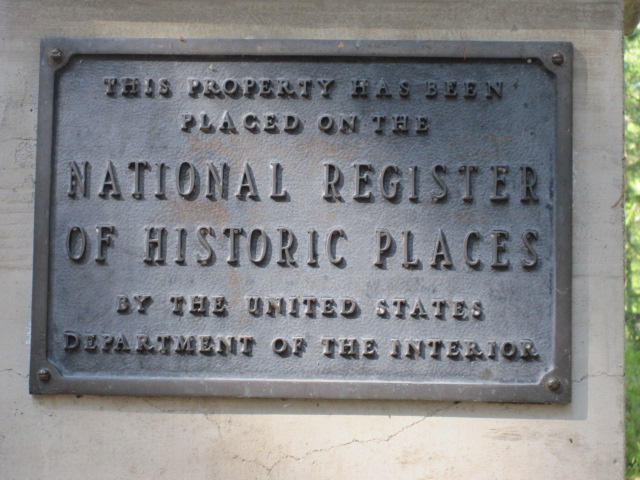 THIS PROPERTY HAS BEEN
PLACED ON THE
NATIONAL REGISTER
OF HISTORIC PLACES
BY THE UNITED STATES
DEPARTMENT OF THE INTERIOR